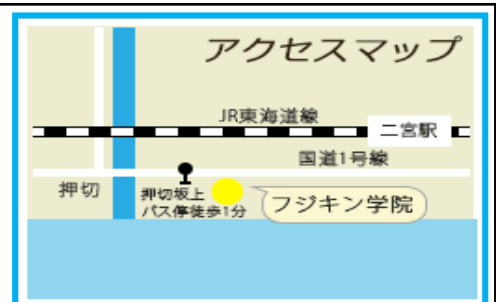 アクセスマップ
JR東海道線
二宮駅
国道1号線
押切
押切坂上
バス停徒歩1分
フジキン学院